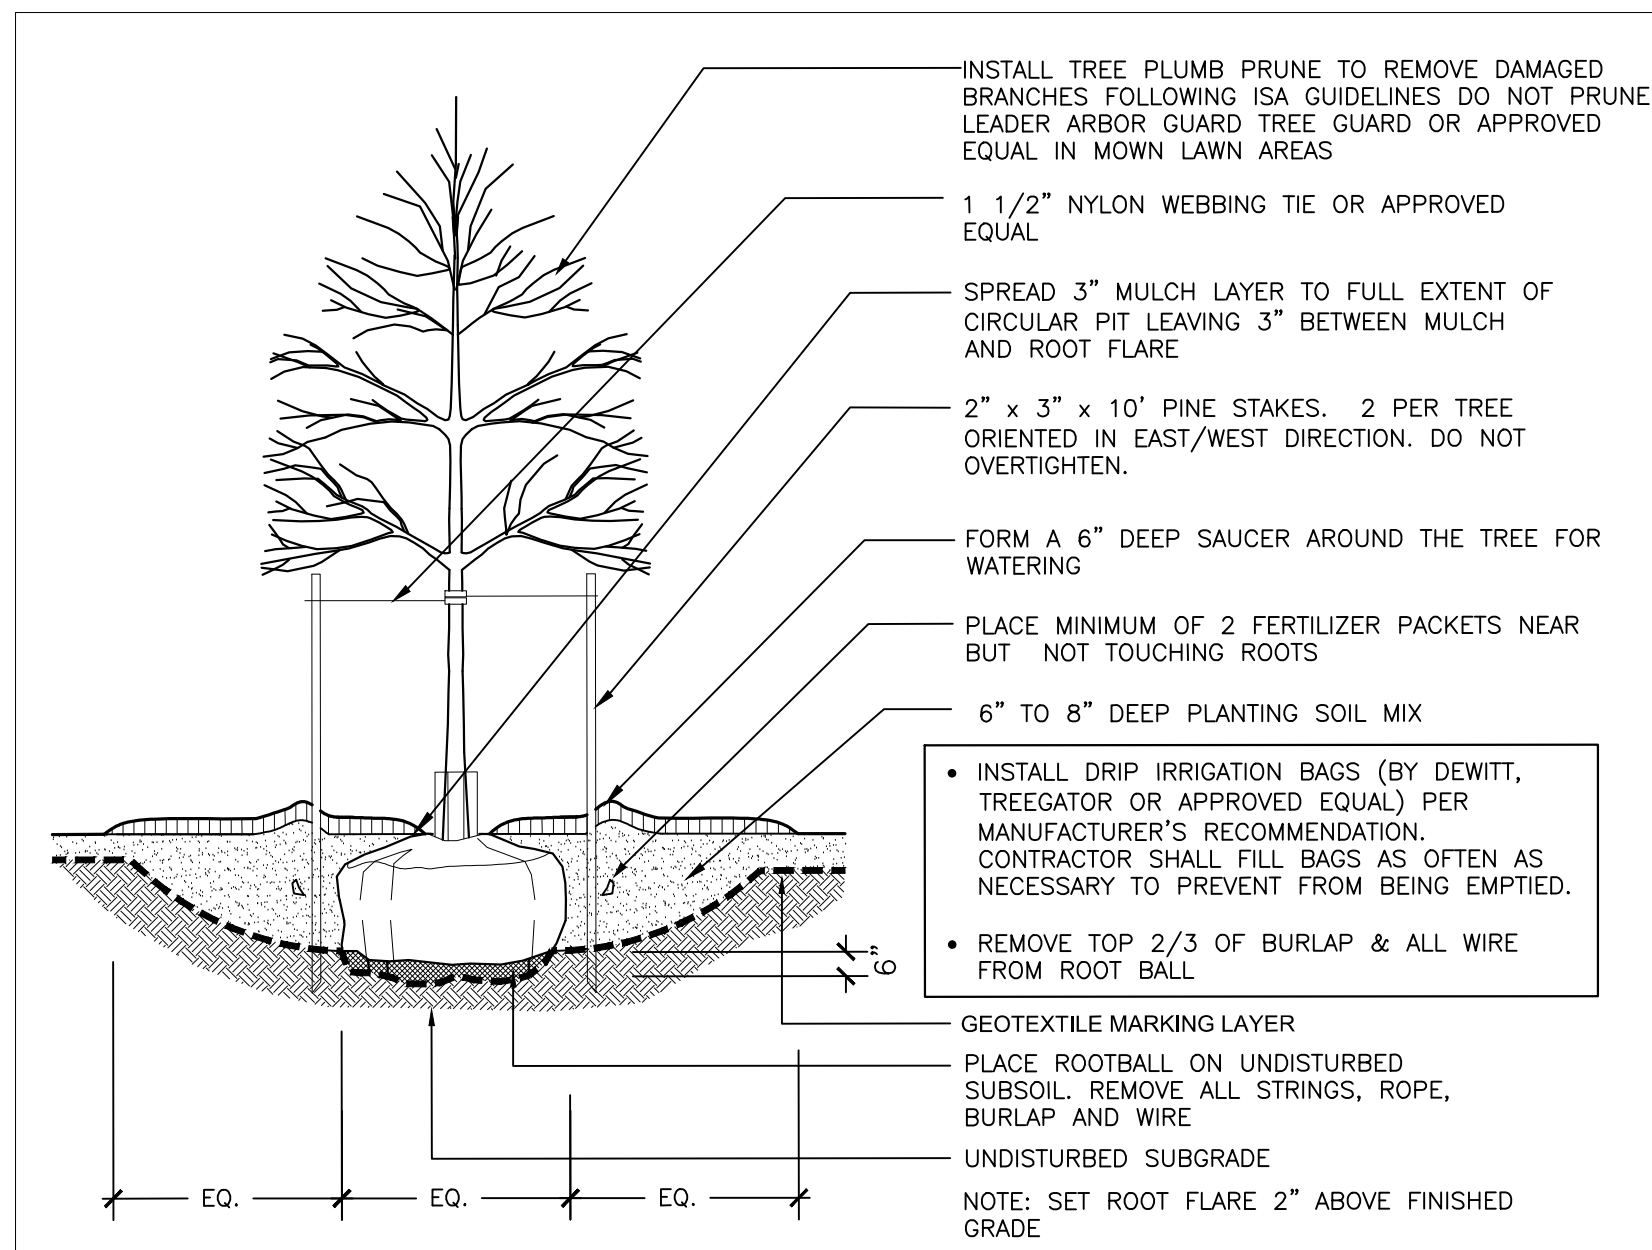 INSTALL TREE PLUMB PRUNE TO REMOVE DAMAGED
BRANCHES FOLLOWING ISA GUIDELINES DO NOT PRUNE
LEADER ARBOR GUARD TREE GUARD OR APPROVED
EQUAL IN MOWN LAWN AREAS
1 1/2" NYLON WEBBING TIE OR APPROVED
EQUAL
SPREAD 3" MULCH LAYER TO FULL EXTENT OF
CIRCULAR PIT LEAVING 3" BETWEEN MULCH
AND ROOT FLARE
2" x 3" x 10' PINE STAKES. 2 PER TREE
ORIENTED IN EAST/WEST DIRECTION. DO NOT
OVERTIGHTEN.
FORM A 6" DEEP SAUCER AROUND THE TREE FOR
WATERING
PLACE MINIMUM OF 2 FERTILIZER PACKETS NEAR
BUT NOT TOUCHING ROOTS
6" TO 8" DEEP PLANTING SOIL MIX
• INSTALL DRIP IRRIGATION BAGS (BY DEWITT,
TREEGATOR OR APPROVED EQUAL) PER
MANUFACTURER'S RECOMMENDATION.
CONTRACTOR SHALL FILL BAGS AS OFTEN AS
NECESSARY TO PREVENT FROM BEING EMPTIED.
• REMOVE TOP 2/3 OF BURLAP & ALL WIRE
FROM ROOT BALL
6"
GEOTEXTILE MARKING LAYER
PLACE ROOTBALL ON UNDISTURBED
SUBSOIL. REMOVE ALL STRINGS, ROPE,
BURLAP AND WIRE
UNDISTURBED SUBGRADE
EQ. EQ. EQ.
NOTE: SET ROOT FLARE 2" ABOVE FINISHED
GRADE